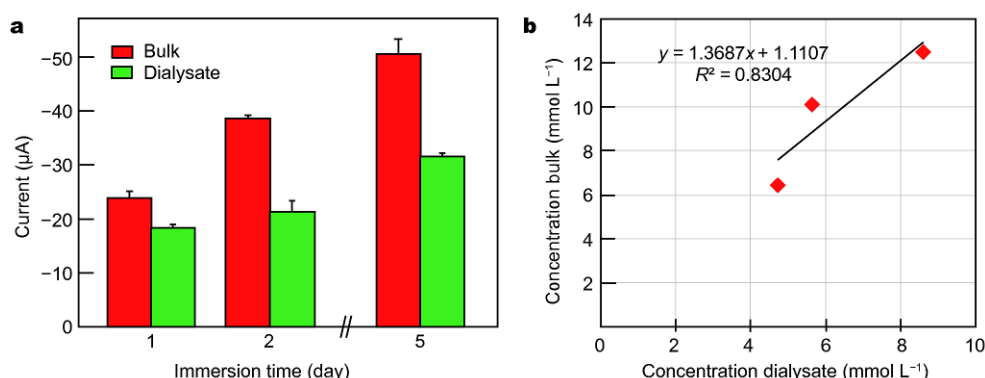 a
−50
−40
−30
−20
−10
0
Current (µA)
Bulk
Dialysate
1
2
5
Immersion time (day)
b
14
12
10
8
6
4
2
Concentration bulk (mmol L⁻¹)
y = 1.3687x + 1.1107
R² = 0.8304
0
2
4
6
8
10
Concentration dialysate (mmol L⁻¹)